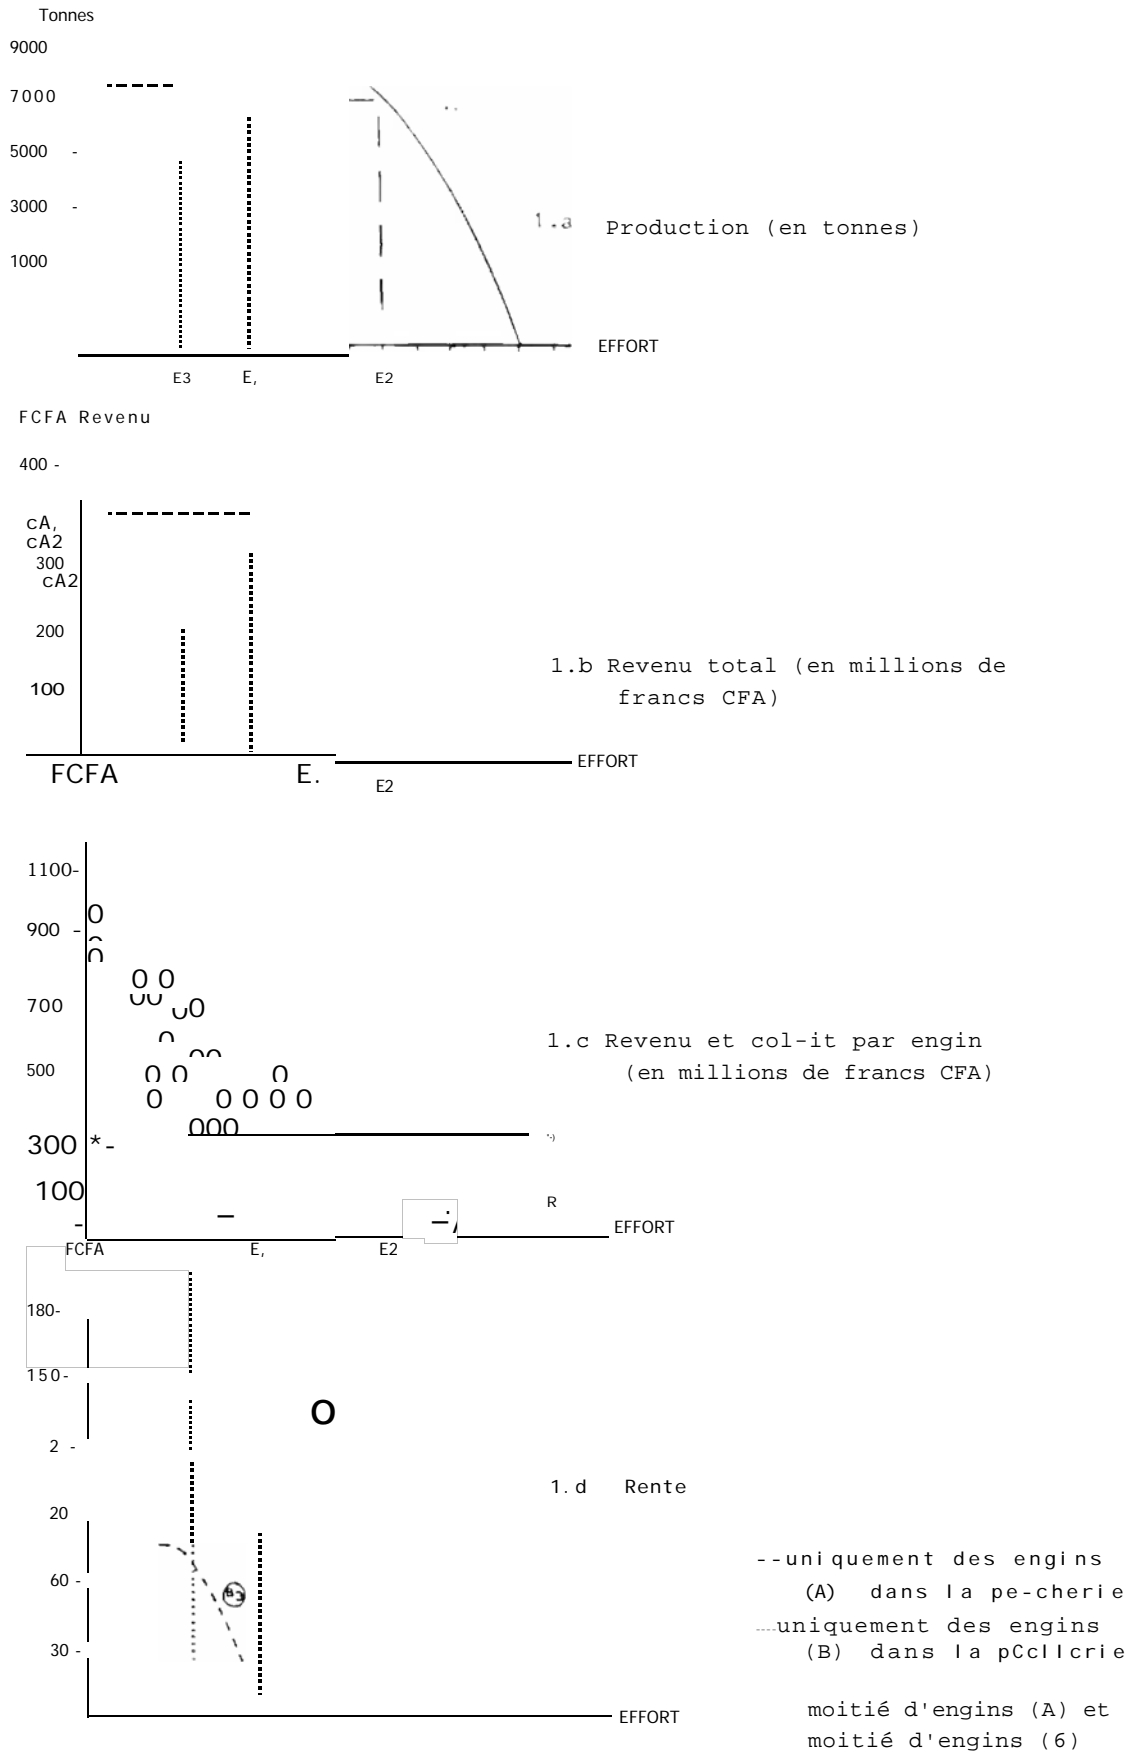 Tonnes
9000
7000
5000 -
3000 -
1000
1.a Production (en tonnes)
EFFORT
E3 E, E2
FCFA Revenu
400 -
cA,
cA2
300
cA2
200
100
1.b Revenu total (en millions de
francs CFA)
EFFORT
FCFA E. E2
1100-
900 -
700
500
300 *-
100
-
1.c Revenu et col-it par engin
(en millions de francs CFA)
R
EFFORT
FCFA E, E2
180-
150-
2 -
20
60 -
30 -
O
1.d Rente
EFFORT
--uniquement des engins
(A) dans la pe-cherie
----uniquement des engins
(B) dans la pCcllcrie
moitié d'engins (A) et
moitié d'engins (6)